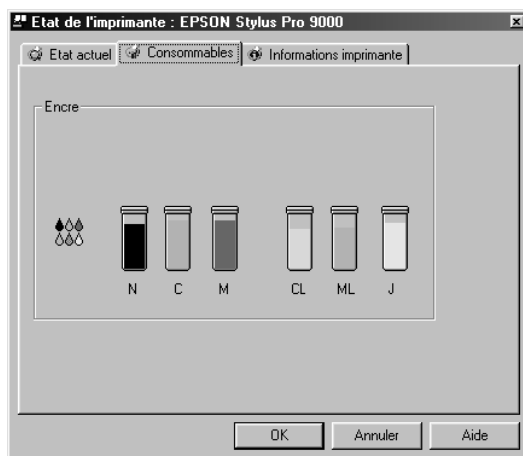 Etat de l'imprimante : EPSON Stylus Pro 9000
Etat actuel Consommables Informations imprimante
Encre
N C M CL ML J
OK Annuler Aide